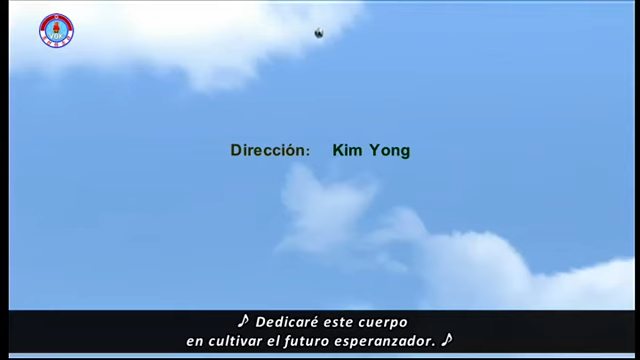 Dirección: Kim Yong
♪ Dedicaré este cuerpo
en cultivar el futuro esperanzador. ♪